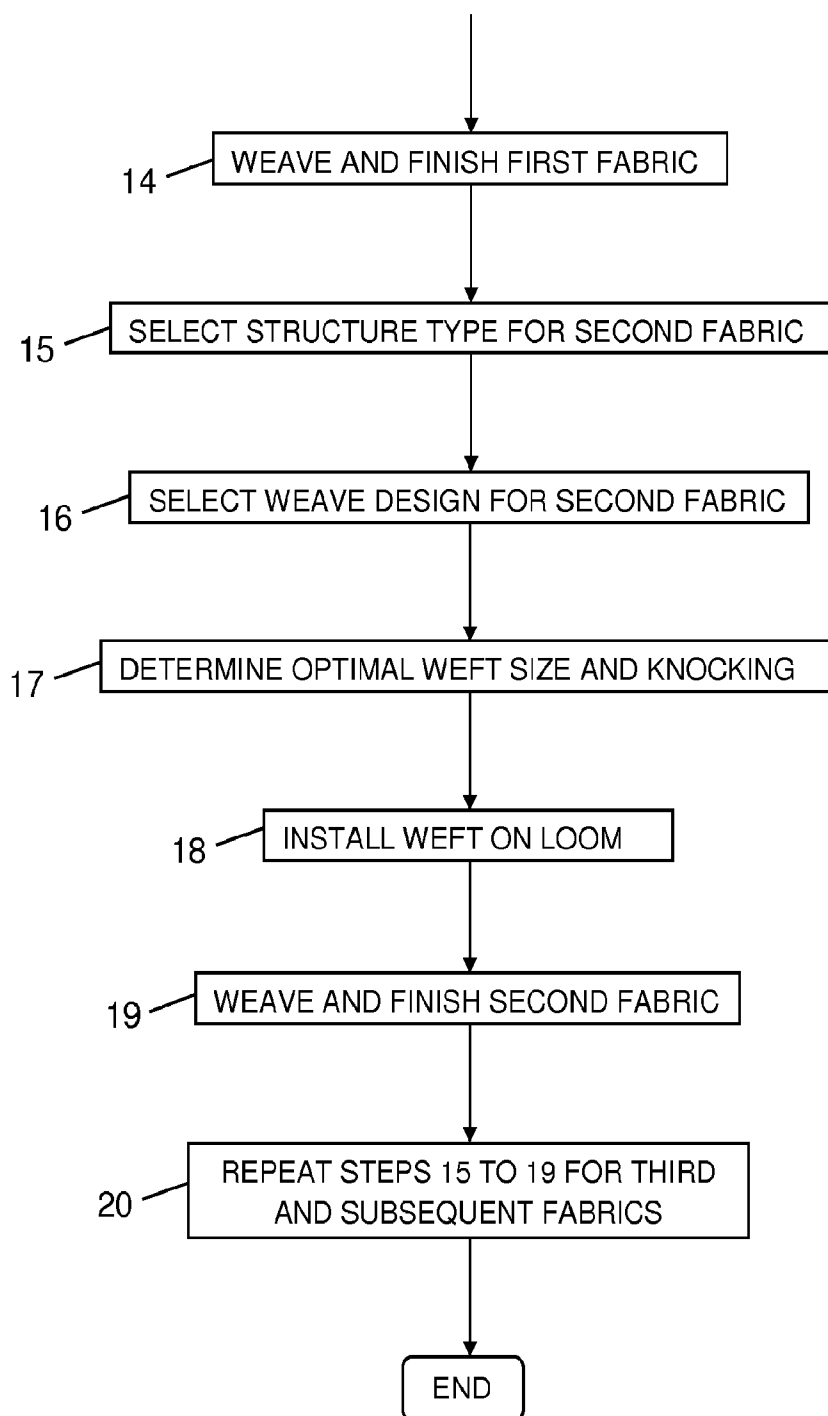 14 WEAVE AND FINISH FIRST FABRIC
15 SELECT STRUCTURE TYPE FOR SECOND FABRIC
16 SELECT WEAVE DESIGN FOR SECOND FABRIC
17 DETERMINE OPTIMAL WEFT SIZE AND KNOCKING
18 INSTALL WEFT ON LOOM
19 WEAVE AND FINISH SECOND FABRIC
20 REPEAT STEPS 15 TO 19 FOR THIRD
AND SUBSEQUENT FABRICS
END